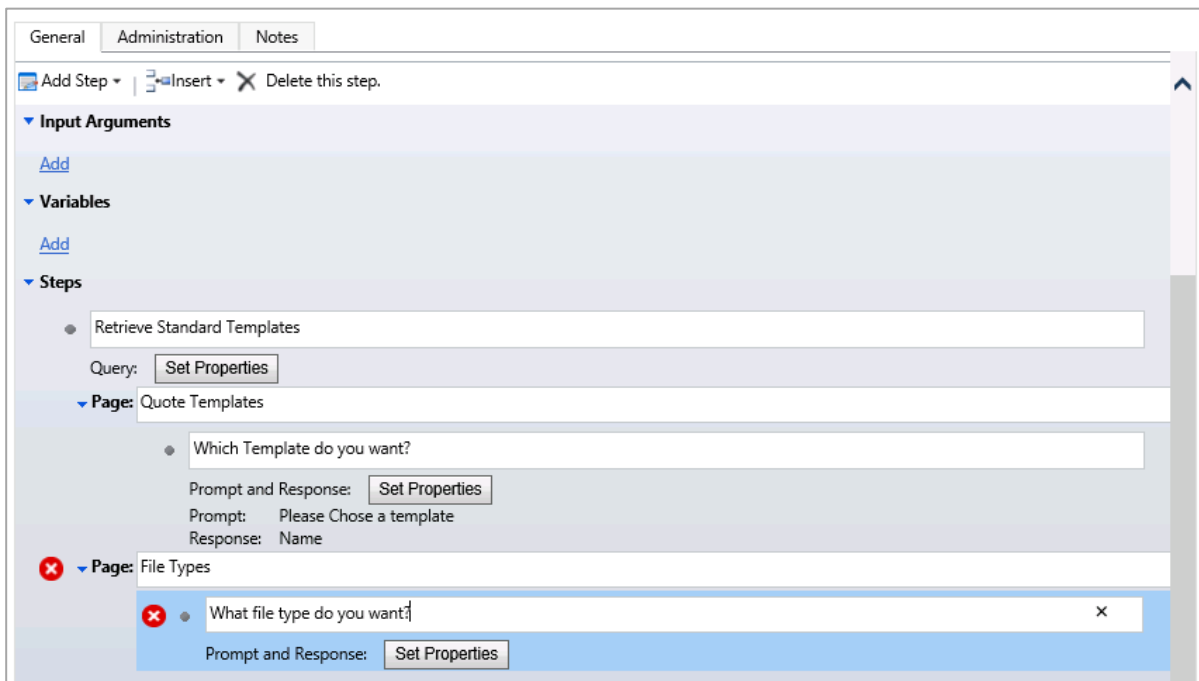 General Administration Notes
Add Step Insert Delete this step.
Input Arguments
Add
Variables
Add
Steps
Retrieve Standard Templates
Query: Set Properties
Page: Quote Templates
Which Template do you want?
Prompt and Response: Set Properties
Prompt: Please Chose a template
Response: Name
Page: File Types
What file type do you want?
Prompt and Response: Set Properties